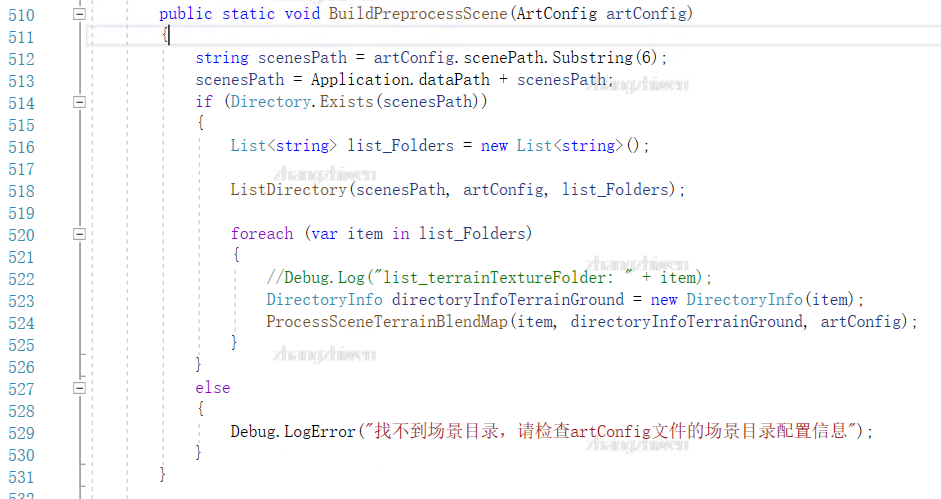 510 public static void BuildPreprocessScene(ArtConfig artConfig)
511 {
512 string scenesPath = artConfig.scenePath.Substring(6);
513 scenesPath = Application.dataPath + scenesPath;
zhangzhiwen
514 if (Directory.Exists(scenesPath))
515 {
516 List<string> list_Folders = new List<string>();
517
zhangzhiwen
518 ListDirectory(scenesPath, artConfig, list_Folders);
519
520 foreach (var item in list_Folders)
521 {
zhangzhiwen
522 //Debug.Log("list_terrainTextureFolder: " + item);
523 DirectoryInfo directoryInfoTerrainGround = new DirectoryInfo(item);
524 ProcessSceneTerrainBlendMap(item, directoryInfoTerrainGround, artConfig);
525 }
zhangzhiwen
526 }
527 else
528 {
529 Debug.LogError("找不到场景目录，请检查artConfig文件的场景目录配置信息");
zhangzhiwen
530 }
531 }
532